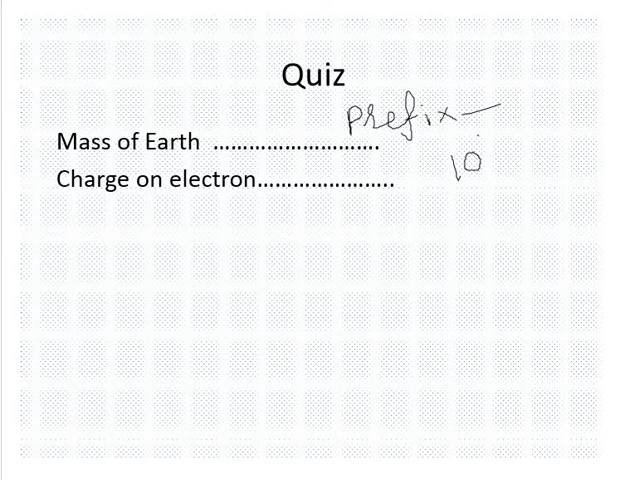 Quiz
prefix —
Mass of Earth ………………………. 
10
Charge on electron…………………..